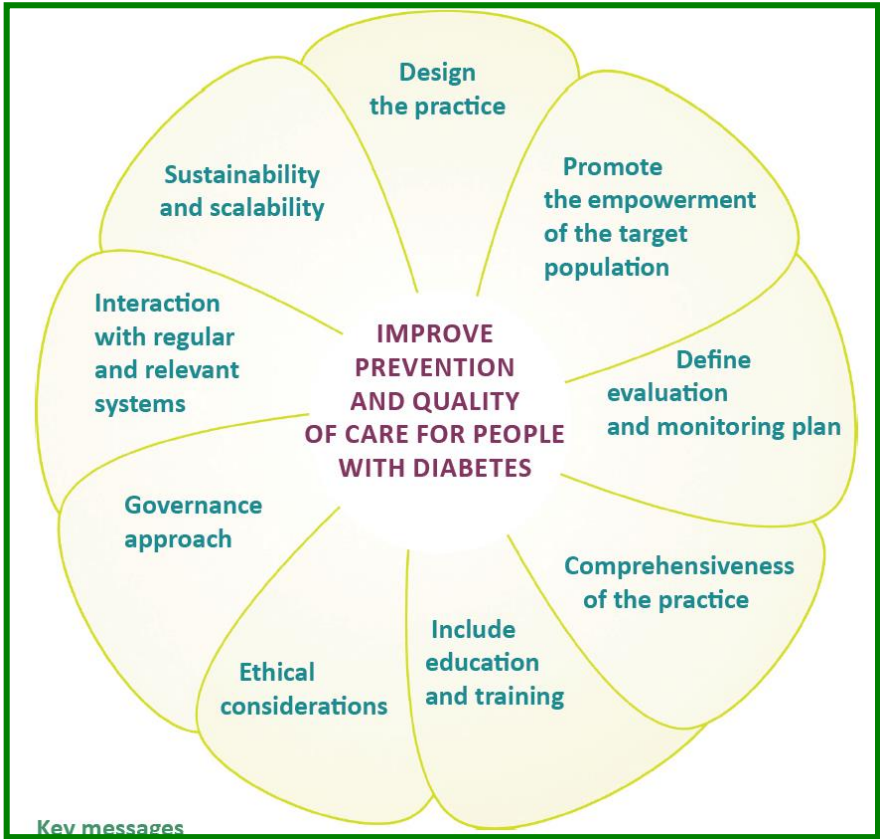 Design
the practice
Promote
the empowerment
of the target
population
Define
evaluation
and monitoring plan
Comprehensiveness
of the practice
Include
education
and training
Ethical
considerations
Governance
approach
Interaction
with regular
and relevant
systems
Sustainability
and scalability
IMPROVE
PREVENTION
AND QUALITY
OF CARE FOR PEOPLE
WITH DIABETES
Key messages